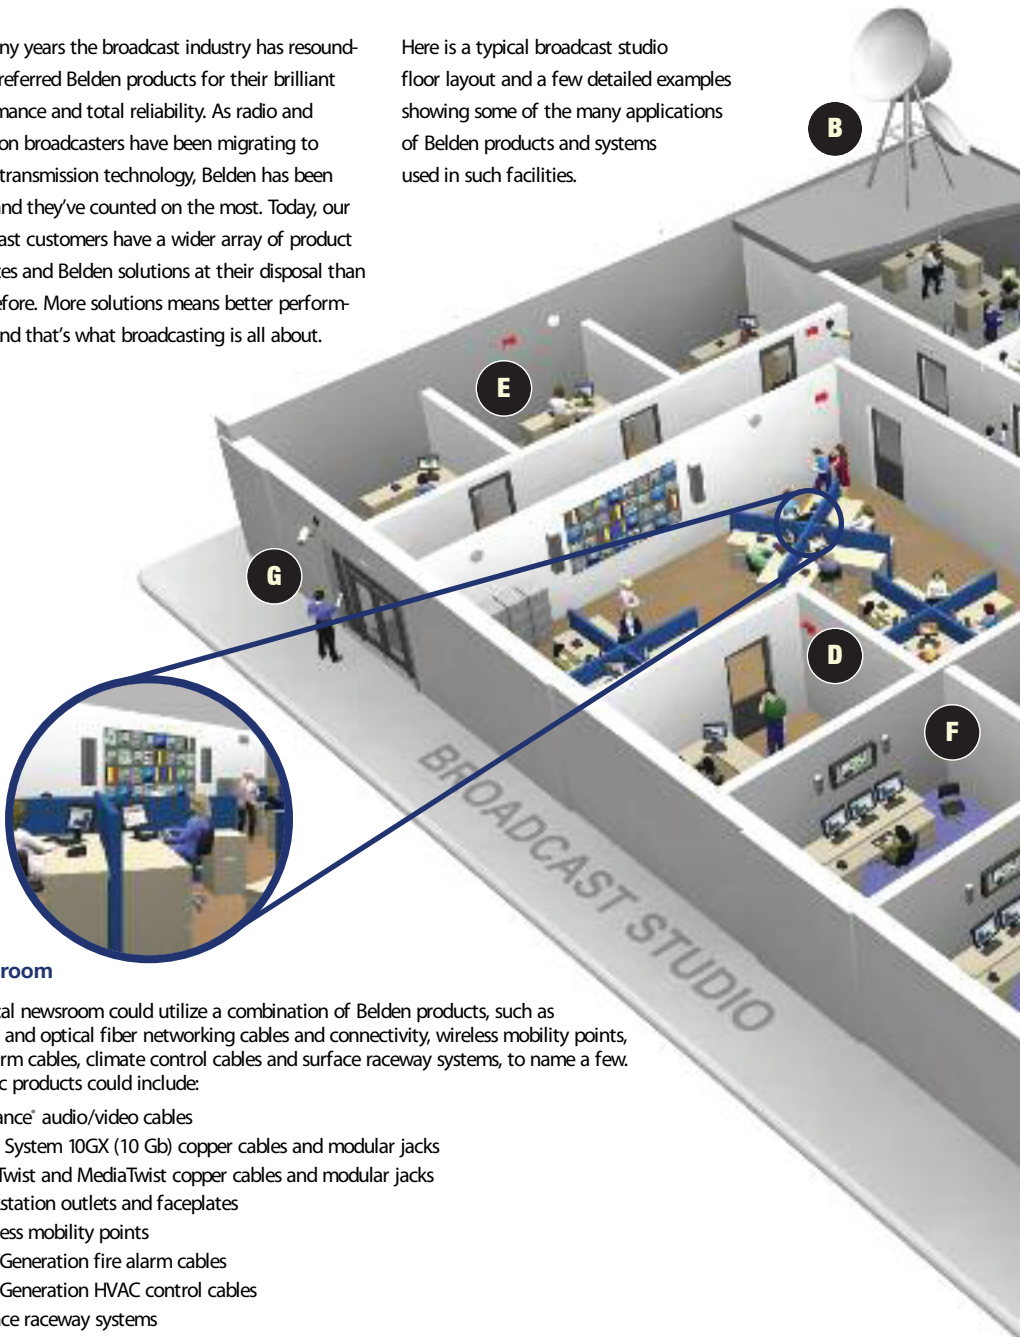 ny years the broadcast industry has resound-
referred Belden products for their brilliant
mance and total reliability. As radio and
on broadcasters have been migrating to
transmission technology, Belden has been
nd they've counted on the most. Today, our
ast customers have a wider array of product
es and Belden solutions at their disposal than
efore. More solutions means better perform-
nd that's what broadcasting is all about.
Here is a typical broadcast studio
floor layout and a few detailed examples
showing some of the many applications
of Belden products and systems
used in such facilities.
B
E
G
D
F
BROADCAST STUDIO
room
cal newsroom could utilize a combination of Belden products, such as
and optical fiber networking cables and connectivity, wireless mobility points,
rm cables, climate control cables and surface raceway systems, to name a few.
c products could include:
ance® audio/video cables
System 10GX (10 Gb) copper cables and modular jacks
Twist and MediaTwist copper cables and modular jacks
station outlets and faceplates
ess mobility points
Generation fire alarm cables
Generation HVAC control cables
ce raceway systems